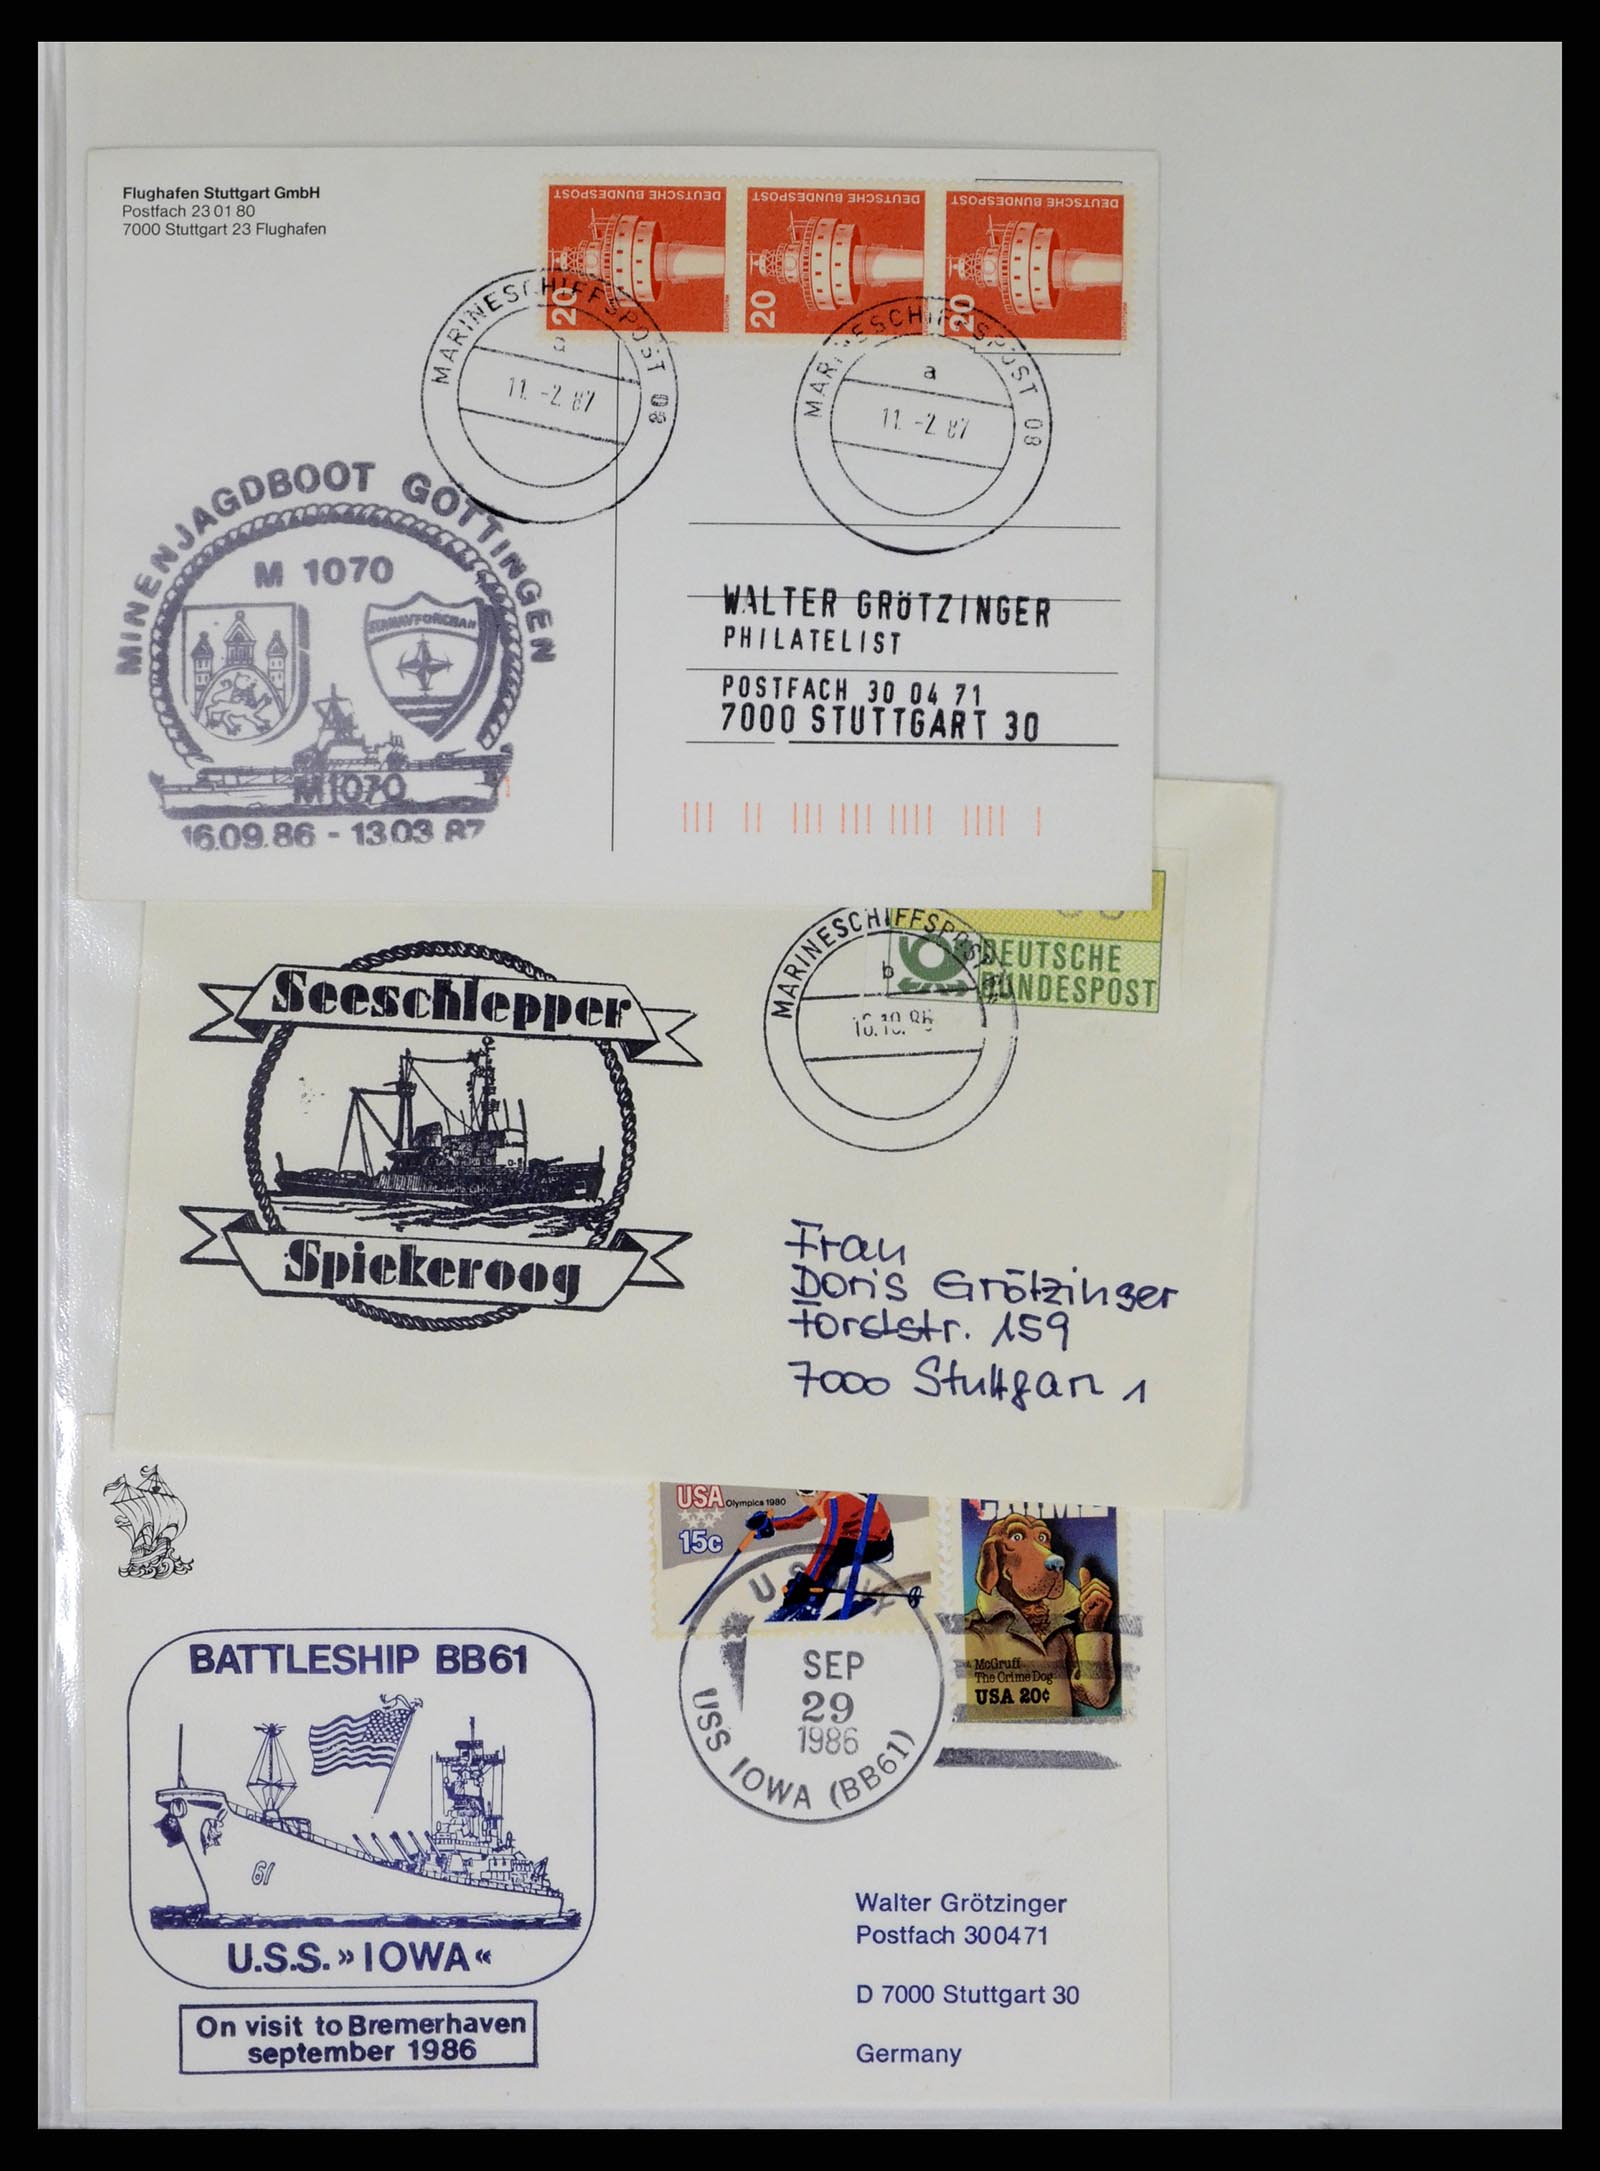 Flughafen Stuttgart GmbH
Postfach 23 01 80
7000 Stuttgart 23 Flughafen
DEUTSCHE BUNDESPOST
20
DEUTSCHE BUNDESPOST
20
DEUTSCHE BUNDESPOST
20
MARINESCHIFFSPOST 08
a
11.-2.87
MARINESCHIFFSPOST 08
a
11.-2.87
MINENJAGDBOOT GÖTTINGEN
M 1070
M1070
16.09.86 - 13.03.87
WALTER GRÖTZINGER
PHILATELIST
POSTFACH 30 04 71
7000 STUTTGART 30
DEUTSCHE
BUNDESPOST
MARINESCHIFFSPOST
b
Seeschlepper
Spiekeroog
Frau
Doris Grötzinger
Forststr. 159
7000 Stuttgart 1
USA Olympics 1980
15c
McGruff
The Crime Dog
USA 20c
SEP
29
1986
USS IOWA (BB61)
BATTLESHIP BB61
61
U.S.S. »IOWA«
On visit to Bremerhaven
september 1986
Walter Grötzinger
Postfach 300471
D 7000 Stuttgart 30
Germany